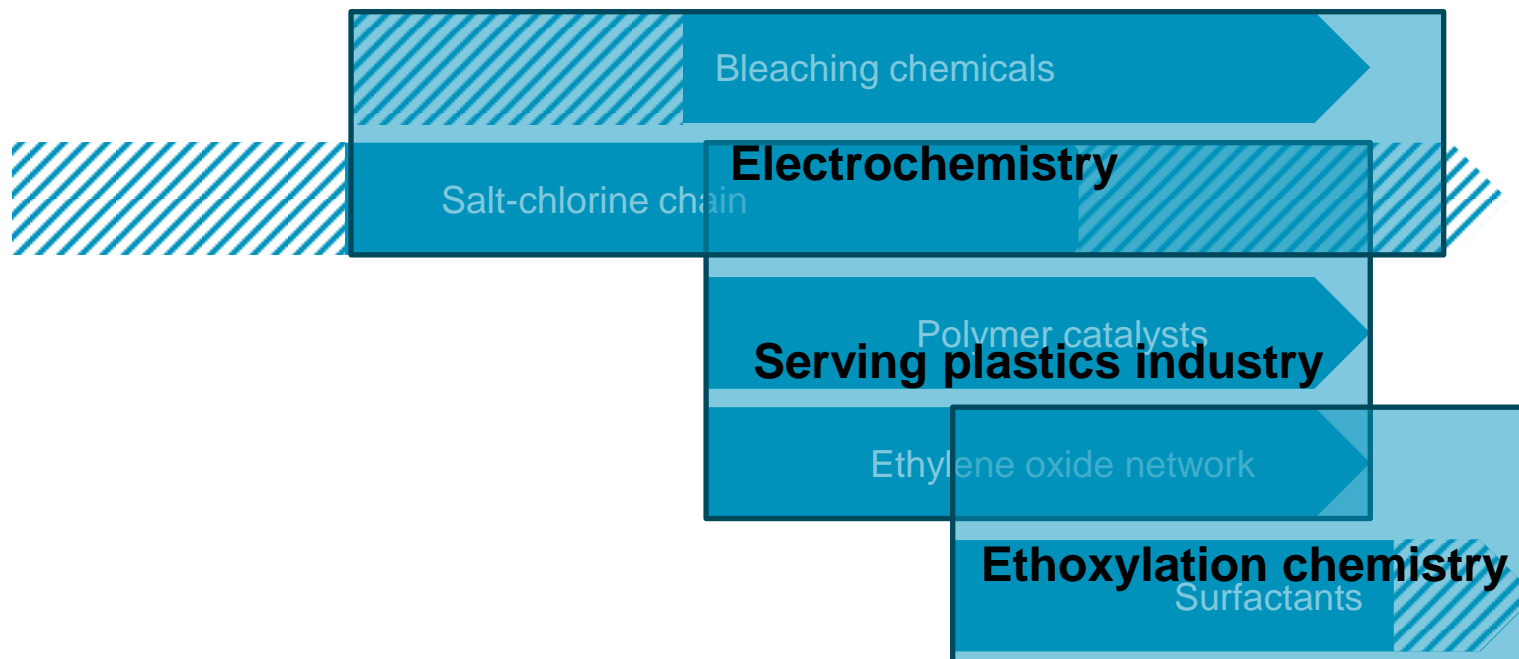 Bleaching chemicals
Electrochemistry
Salt-chlorine chain
Polymer catalysts
Serving plastics industry
Ethylene oxide network
Ethoxylation chemistry
Surfactants